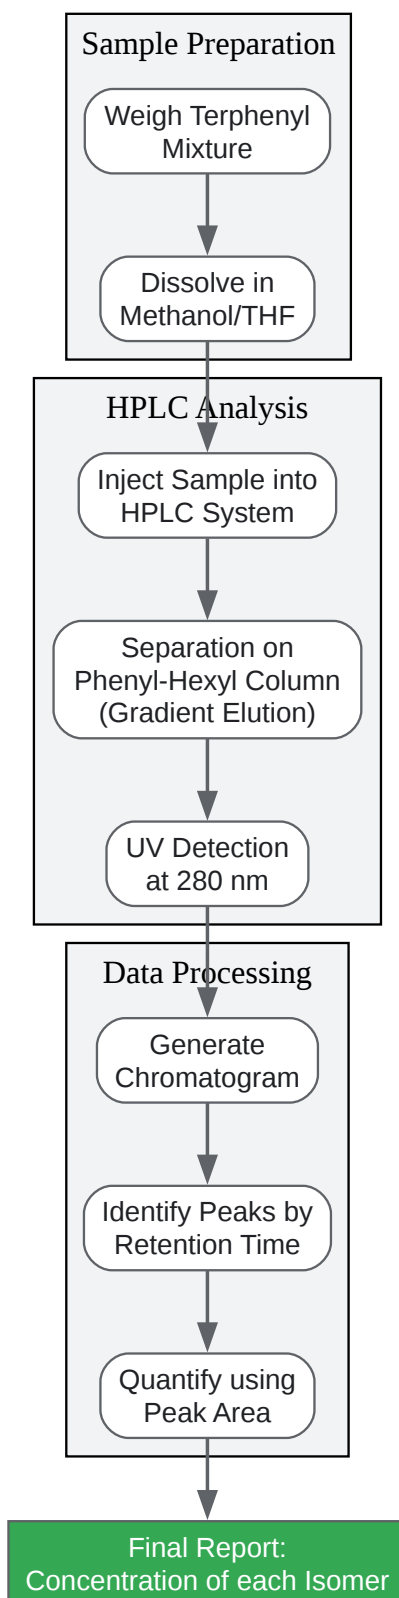 Sample Preparation
Weigh Terphenyl
Mixture
Dissolve in
Methanol/THF
HPLC Analysis
Inject Sample into
HPLC System
Separation on
Phenyl-Hexyl Column
(Gradient Elution)
UV Detection
at 280 nm
Data Processing
Generate
Chromatogram
Identify Peaks by
Retention Time
Quantify using
Peak Area
Final Report:
Concentration of each Isomer